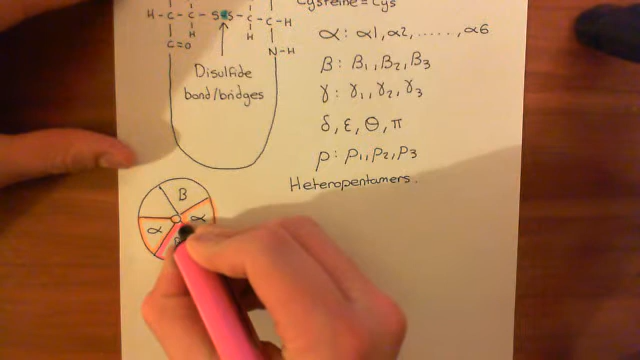 Cysteine = Cys
H-C-C-S S-C-C-H
H
H
C=O
N-H
Disulfide
bond/bridges
α: α1, α2, ....., α6
β: β1, β2, β3
γ: γ1, γ2, γ3
δ, ε, θ, π
ρ: ρ1, ρ2, ρ3
Heteropentamers.
β
α
α